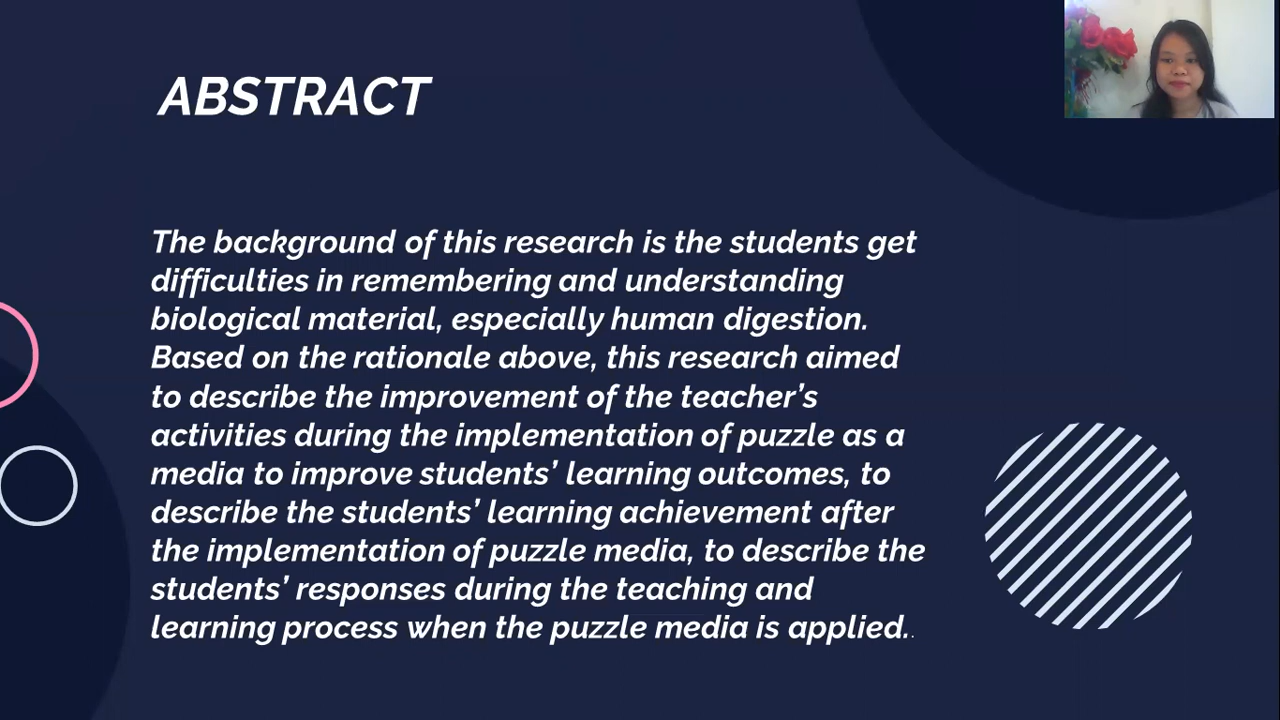 ABSTRACT
The background of this research is the students get
difficulties in remembering and understanding
biological material, especially human digestion.
Based on the rationale above, this research aimed
to describe the improvement of the teacher’s
activities during the implementation of puzzle as a
media to improve students’ learning outcomes, to
describe the students’ learning achievement after
the implementation of puzzle media, to describe the
students’ responses during the teaching and
learning process when the puzzle media is applied..